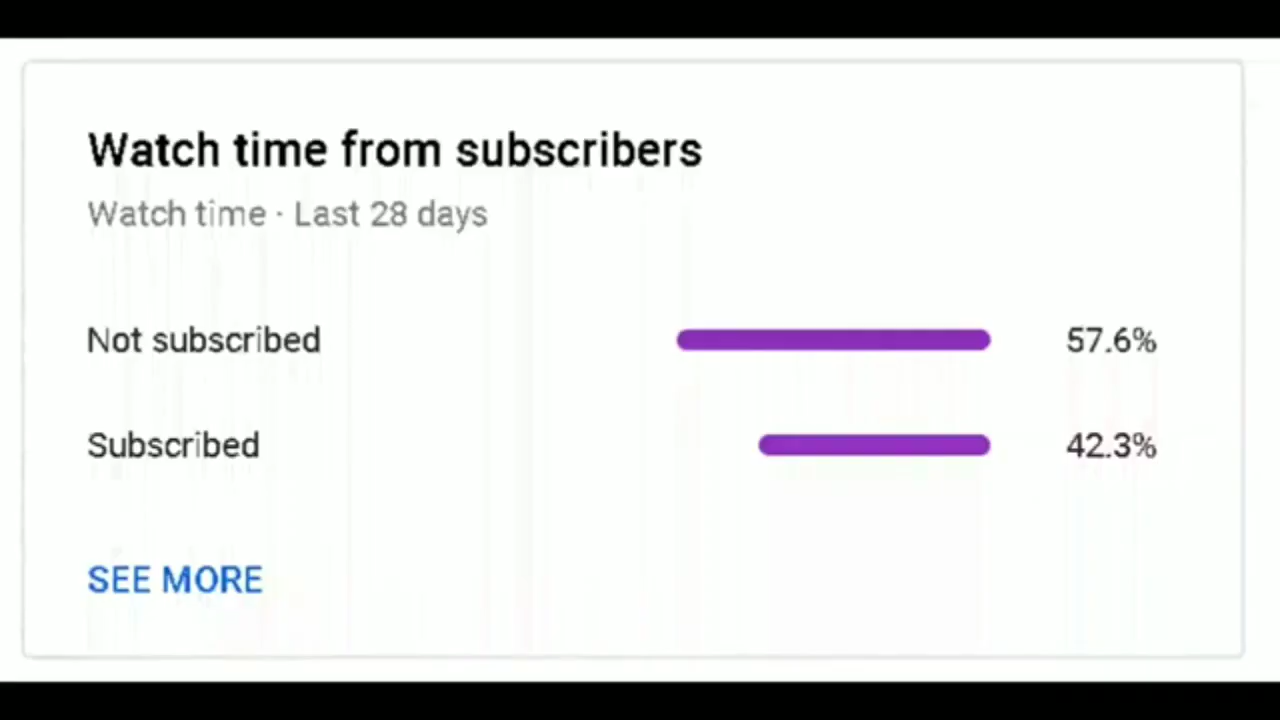 Watch time from subscribers
Watch time · Last 28 days
Not subscribed 57.6%
Subscribed 42.3%
SEE MORE